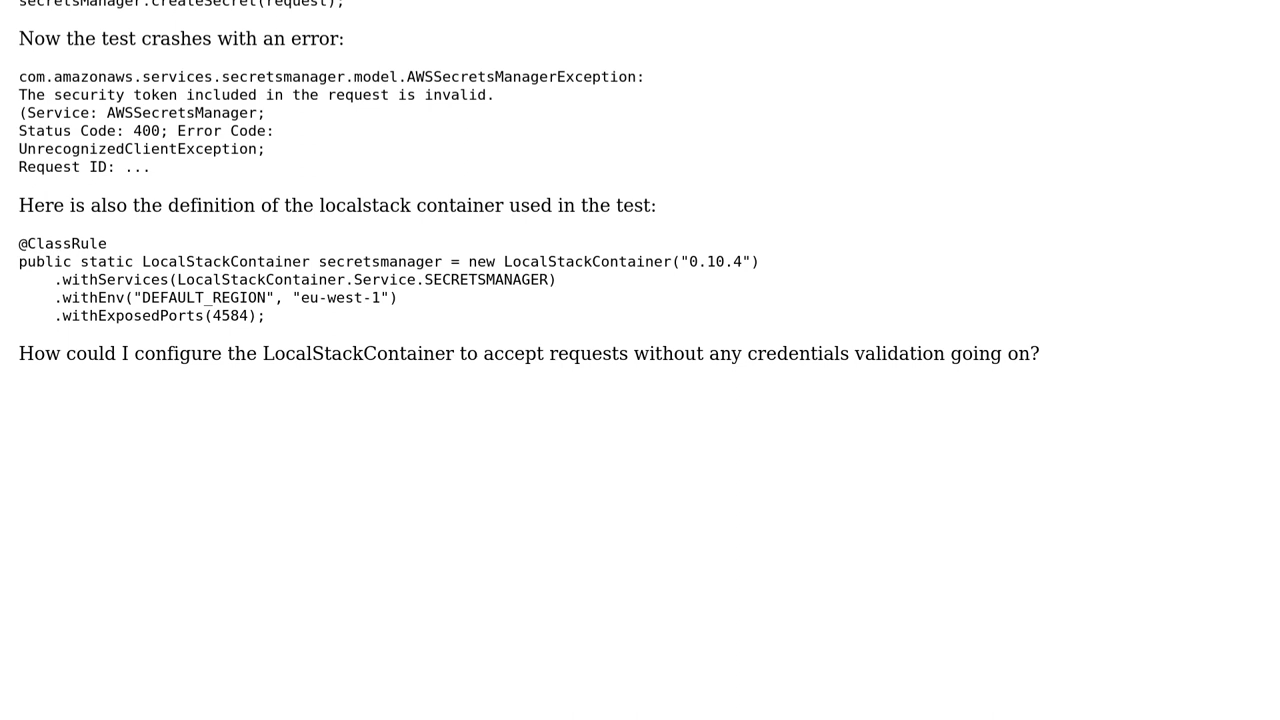 secretsManager.createSecret(request);
Now the test crashes with an error:
com.amazonaws.services.secretsmanager.model.AWSSecretsManagerException:
The security token included in the request is invalid.
(Service: AWSSecretsManager;
Status Code: 400; Error Code:
UnrecognizedClientException;
Request ID: ...
Here is also the definition of the localstack container used in the test:
@ClassRule
public static LocalStackContainer secretsmanager = new LocalStackContainer("0.10.4")
    .withServices(LocalStackContainer.Service.SECRETSMANAGER)
    .withEnv("DEFAULT_REGION", "eu-west-1")
    .withExposedPorts(4584);
How could I configure the LocalStackContainer to accept requests without any credentials validation going on?